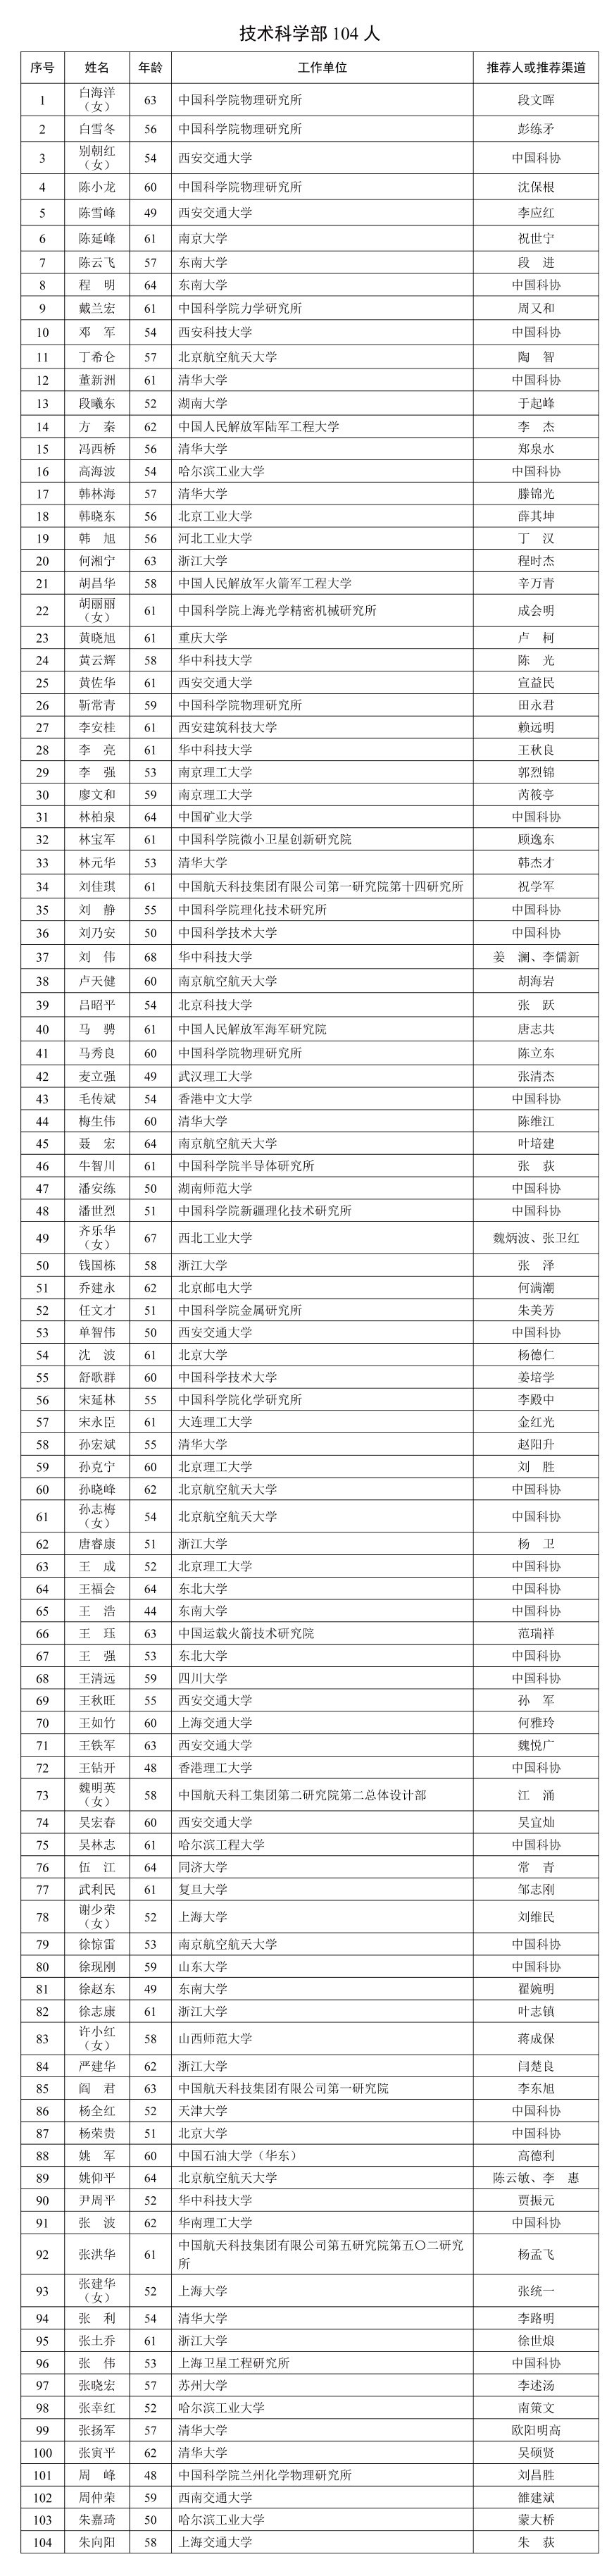 技术科学部 104 人
序号 姓名 年龄 工作单位 推荐人或推荐渠道
1 白海洋（女） 63 中国科学院物理研究所 段文晖
2 白雪冬 56 中国科学院物理研究所 彭练矛
3 别朝红（女） 54 西安交通大学 中国科协
4 陈小龙 60 中国科学院物理研究所 沈保根
5 陈雪峰 49 西安交通大学 李应红
6 陈延峰 61 南京大学 祝世宁
7 陈云飞 57 东南大学 段　进
8 程　明 64 东南大学 中国科协
9 戴兰宏 61 中国科学院力学研究所 周又和
10 邓　军 54 西安科技大学 中国科协
11 丁希仑 57 北京航空航天大学 陶　智
12 董新洲 61 清华大学 中国科协
13 段曦东 52 湖南大学 于起峰
14 方　秦 62 中国人民解放军陆军工程大学 李　杰
15 冯西桥 56 清华大学 郑泉水
16 高海波 54 哈尔滨工业大学 中国科协
17 韩林海 57 清华大学 滕锦光
18 韩晓东 56 北京工业大学 薛其坤
19 韩　旭 56 河北工业大学 丁　汉
20 何湘宁 63 浙江大学 程时杰
21 胡昌华 58 中国人民解放军火箭军工程大学 辛万青
22 胡丽丽（女） 61 中国科学院上海光学精密机械研究所 成会明
23 黄晓旭 61 重庆大学 卢　柯
24 黄云辉 58 华中科技大学 陈　光
25 黄佐华 61 西安交通大学 宣益民
26 靳常青 59 中国科学院物理研究所 田永君
27 李安桂 61 西安建筑科技大学 赖远明
28 李　亮 61 华中科技大学 王秋良
29 李　强 53 南京理工大学 郭烈锦
30 廖文和 59 南京理工大学 芮筱亭
31 林柏泉 64 中国矿业大学 中国科协
32 林宝军 61 中国科学院微小卫星创新研究院 顾逸东
33 林元华 53 清华大学 韩杰才
34 刘佳琪 61 中国航天科技集团有限公司第一研究院第十四研究所 祝学军
35 刘　静 55 中国科学院理化技术研究所 中国科协
36 刘乃安 50 中国科学技术大学 中国科协
37 刘　伟 68 华中科技大学 姜　澜、李儒新
38 卢天健 60 南京航空航天大学 胡海岩
39 吕昭平 54 北京科技大学 张　跃
40 马　骋 61 中国人民解放军海军研究院 唐志共
41 马秀良 60 中国科学院物理研究所 陈立东
42 麦立强 49 武汉理工大学 张清杰
43 毛传斌 54 香港中文大学 中国科协
44 梅生伟 60 清华大学 陈维江
45 聂　宏 64 南京航空航天大学 叶培建
46 牛智川 61 中国科学院半导体研究所 张　荻
47 潘安练 50 湖南师范大学 中国科协
48 潘世烈 51 中国科学院新疆理化技术研究所 中国科协
49 齐乐华（女） 67 西北工业大学 魏炳波、张卫红
50 钱国栋 58 浙江大学 张　泽
51 乔建永 62 北京邮电大学 何满潮
52 任文才 51 中国科学院金属研究所 朱美芳
53 单智伟 50 西安交通大学 中国科协
54 沈　波 61 北京大学 杨德仁
55 舒歌群 60 中国科学技术大学 姜培学
56 宋延林 55 中国科学院化学研究所 李殿中
57 宋永臣 61 大连理工大学 金红光
58 孙宏斌 55 清华大学 赵阳升
59 孙克宁 60 北京理工大学 刘　胜
60 孙晓峰 62 北京航空航天大学 中国科协
61 孙志梅（女） 54 北京航空航天大学 中国科协
62 唐睿康 51 浙江大学 杨　卫
63 王　成 52 北京理工大学 中国科协
64 王福会 64 东北大学 中国科协
65 王　浩 44 东南大学 中国科协
66 王　珏 63 中国运载火箭技术研究院 范瑞祥
67 王　强 53 东北大学 中国科协
68 王清远 59 四川大学 中国科协
69 王秋旺 55 西安交通大学 孙　军
70 王如竹 60 上海交通大学 何雅玲
71 王铁军 63 西安交通大学 魏悦广
72 王钻开 48 香港理工大学 中国科协
73 魏明英（女） 58 中国航天科工集团第二研究院第二总体设计部 江　涌
74 吴宏春 60 西安交通大学 吴宜灿
75 吴林志 61 哈尔滨工程大学 中国科协
76 伍　江 64 同济大学 常　青
77 武利民 61 复旦大学 邹志刚
78 谢少荣（女） 52 上海大学 刘维民
79 徐惊雷 53 南京航空航天大学 中国科协
80 徐现刚 59 山东大学 中国科协
81 徐赵东 49 东南大学 翟婉明
82 徐志康 61 浙江大学 叶志镇
83 许小红（女） 58 山西师范大学 蒋成保
84 严建华 62 浙江大学 闫楚良
85 阎　君 63 中国航天科技集团有限公司第一研究院 李东旭
86 杨全红 52 天津大学 中国科协
87 杨荣贵 51 北京大学 中国科协
88 姚　军 60 中国石油大学（华东） 高德利
89 姚仰平 64 北京航空航天大学 陈云敏、李　惠
90 尹周平 52 华中科技大学 贾振元
91 张　波 62 华南理工大学 中国科协
92 张洪华 61 中国航天科技集团有限公司第五研究院第五〇二研究所 杨孟飞
93 张建华（女） 52 上海大学 张统一
94 张　利 54 清华大学 李路明
95 张土乔 61 浙江大学 徐世烺
96 张　伟 53 上海卫星工程研究所 中国科协
97 张晓宏 57 苏州大学 李述汤
98 张幸红 52 哈尔滨工业大学 南策文
99 张扬军 57 清华大学 欧阳明高
100 张寅平 62 清华大学 吴硕贤
101 周　峰 48 中国科学院兰州化学物理研究所 刘昌胜
102 周仲荣 59 西南交通大学 雒建斌
103 朱嘉琦 50 哈尔滨工业大学 蒙大桥
104 朱向阳 58 上海交通大学 朱　荻